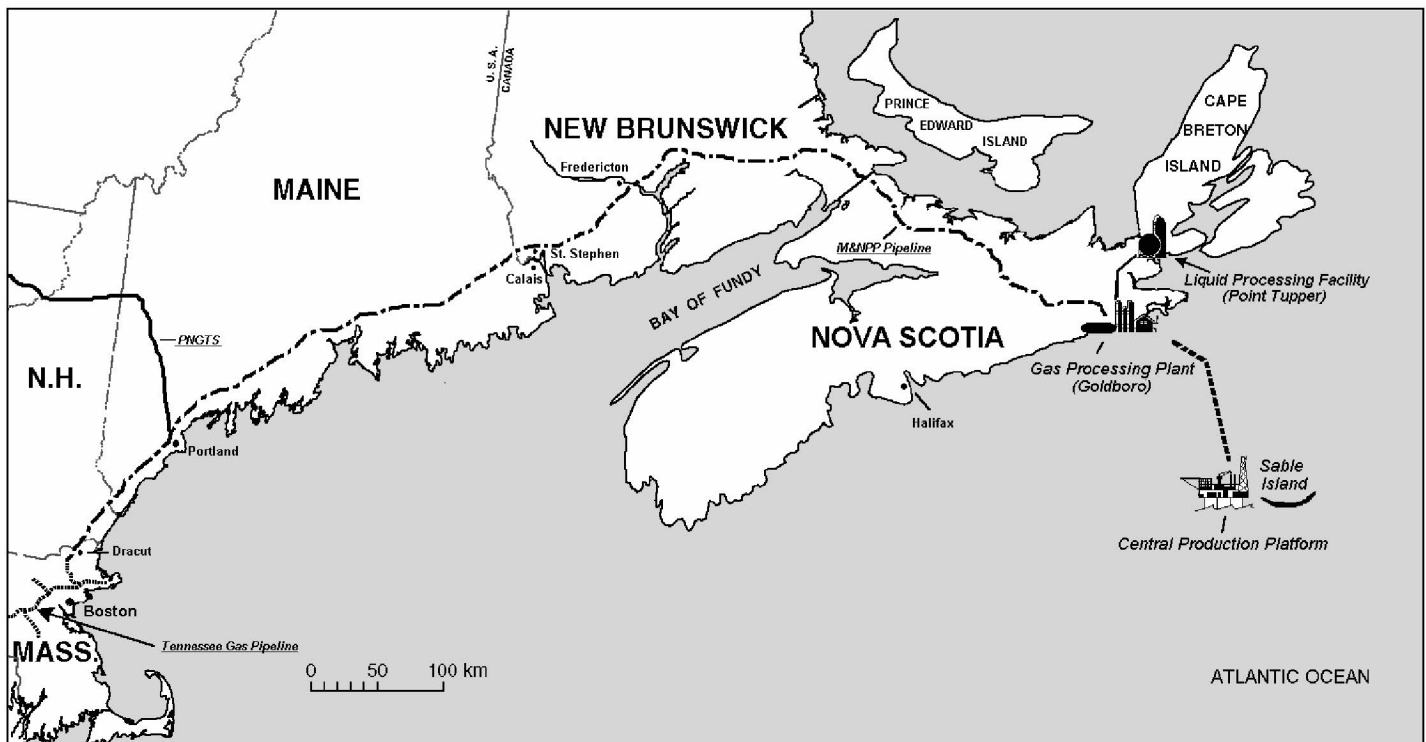 U.S.A.
CANADA
NEW BRUNSWICK
PRINCE
EDWARD
ISLAND
CAPE
BRETON
ISLAND
Fredericton
MAINE
St. Stephen
Calais
M&NPP Pipeline
BAY OF FUNDY
Liquid Processing Facility
(Point Tupper)
NOVA SCOTIA
PNGTS
N.H.
Gas Processing Plant
(Goldboro)
Halifax
Portland
Sable
Island
Central Production Platform
Dracut
Boston
Tennessee Gas Pipeline
MASS.
0 50 100 km
ATLANTIC OCEAN